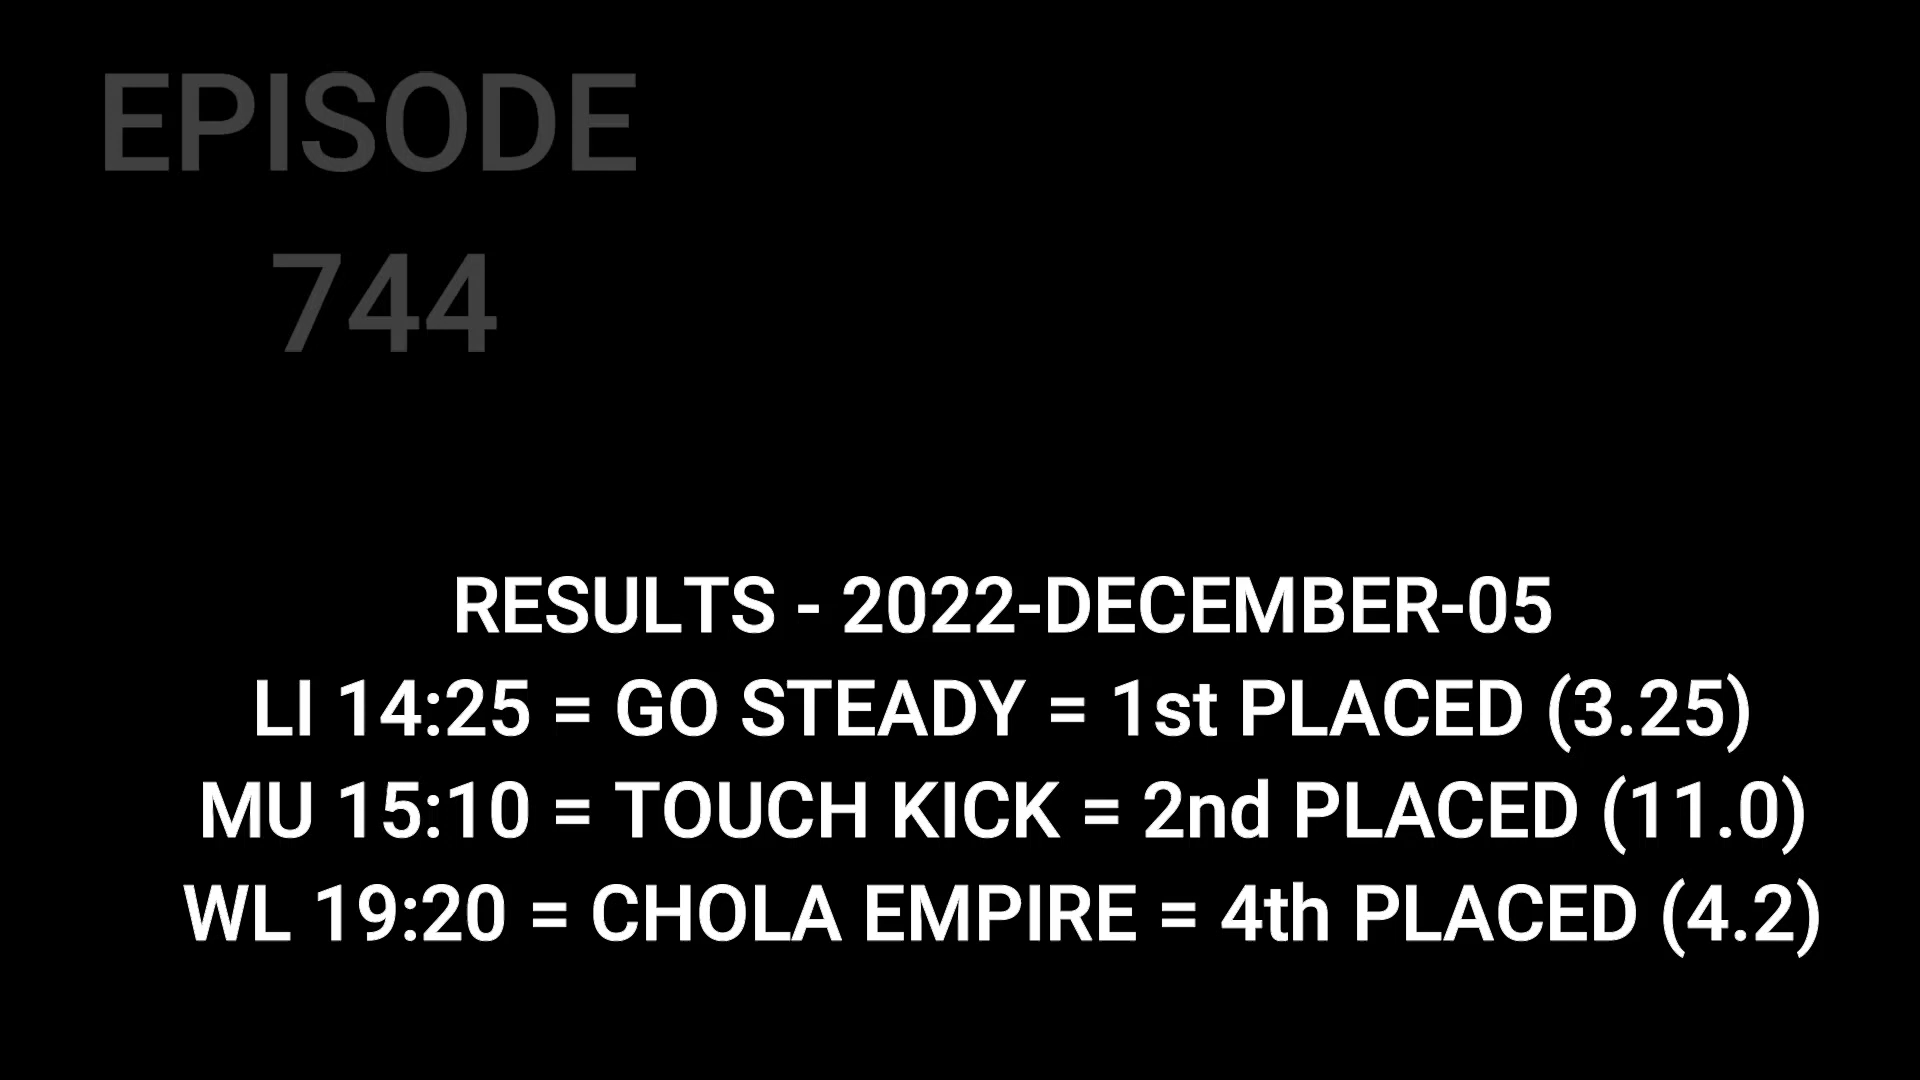 EPISODE
744
RESULTS - 2022-DECEMBER-05
LI 14:25 = GO STEADY = 1st PLACED (3.25)
MU 15:10 = TOUCH KICK = 2nd PLACED (11.0)
WL 19:20 = CHOLA EMPIRE = 4th PLACED (4.2)